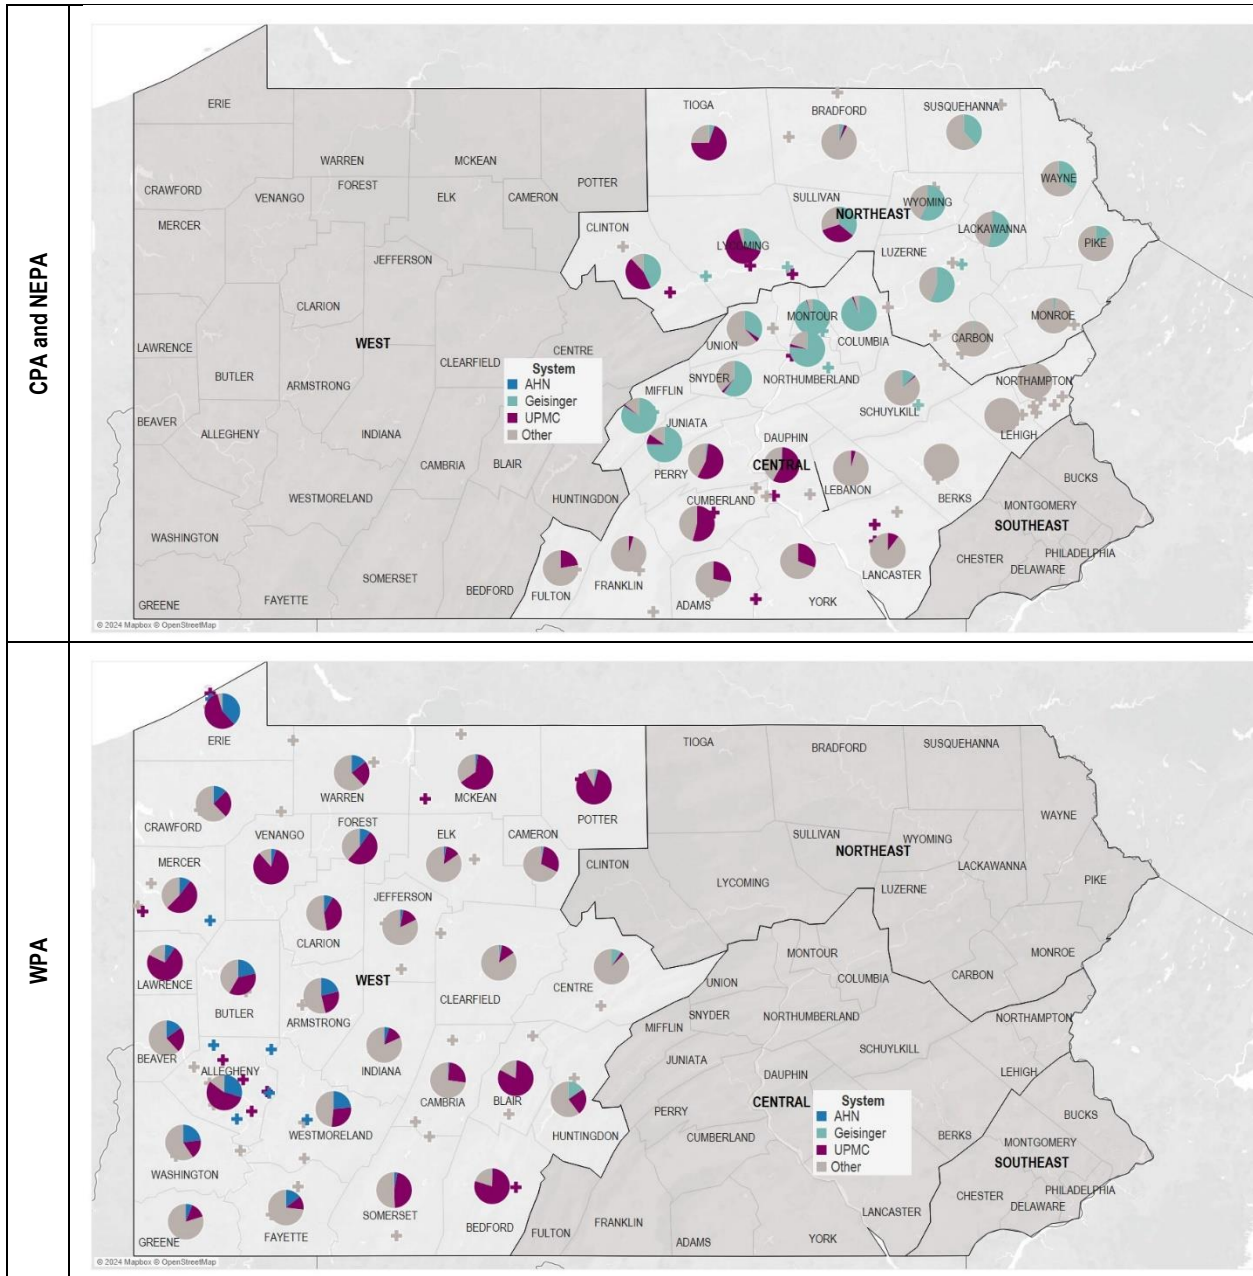 CPA and NEPA
ERIE
TIOGA
BRADFORD
SUSQUEHANNA
WARREN
MCKEAN
FOREST
POTTER
WAYNE
CRAWFORD
VENANGO
ELK
CAMERON
SULLIVAN
WYOMING
NORTHEAST
MERCER
CLINTON
LYCOMING
LACKAWANNA
PIKE
LUZERNE
JEFFERSON
CLARION
MONTOUR
MONROE
LAWRENCE
WEST
CENTRE
UNION
COLUMBIA
CARBON
CLEARFIELD
BUTLER
ARMSTRONG
System
AHN
Geisinger
UPMC
Other
SNYDER
NORTHUMBERLAND
NORTHAMPTON
MIFFLIN
BEAVER
ALLEGHENY
INDIANA
JUNIATA
SCHUYLKILL
LEHIGH
DAUPHIN
CAMBRIA
BLAIR
PERRY
CENTRAL
LEBANON
BUCKS
WESTMORELAND
HUNTINGDON
CUMBERLAND
BERKS
MONTGOMERY
SOUTHEAST
WASHINGTON
PHILADELPHIA
CHESTER
DELAWARE
SOMERSET
BEDFORD
FULTON
FRANKLIN
LANCASTER
GREENE
FAYETTE
ADAMS
YORK
© 2024 Mapbox © OpenStreetMap
WPA
ERIE
TIOGA
BRADFORD
SUSQUEHANNA
WARREN
MCKEAN
POTTER
WAYNE
CRAWFORD
VENANGO
FOREST
ELK
CAMERON
SULLIVAN
WYOMING
NORTHEAST
MERCER
CLINTON
LACKAWANNA
LYCOMING
PIKE
LUZERNE
JEFFERSON
CLARION
MONTOUR
MONROE
LAWRENCE
WEST
CENTRE
UNION
COLUMBIA
CARBON
CLEARFIELD
BUTLER
ARMSTRONG
SNYDER
NORTHUMBERLAND
NORTHAMPTON
MIFFLIN
BEAVER
ALLEGHENY
INDIANA
JUNIATA
SCHUYLKILL
LEHIGH
DAUPHIN
CAMBRIA
BLAIR
PERRY
CENTRAL
System
AHN
Geisinger
UPMC
Other
BUCKS
WESTMORELAND
HUNTINGDON
CUMBERLAND
BERKS
MONTGOMERY
SOUTHEAST
WASHINGTON
PHILADELPHIA
CHESTER
DELAWARE
SOMERSET
BEDFORD
FULTON
FRANKLIN
LANCASTER
GREENE
FAYETTE
ADAMS
YORK
© 2024 Mapbox © OpenStreetMap